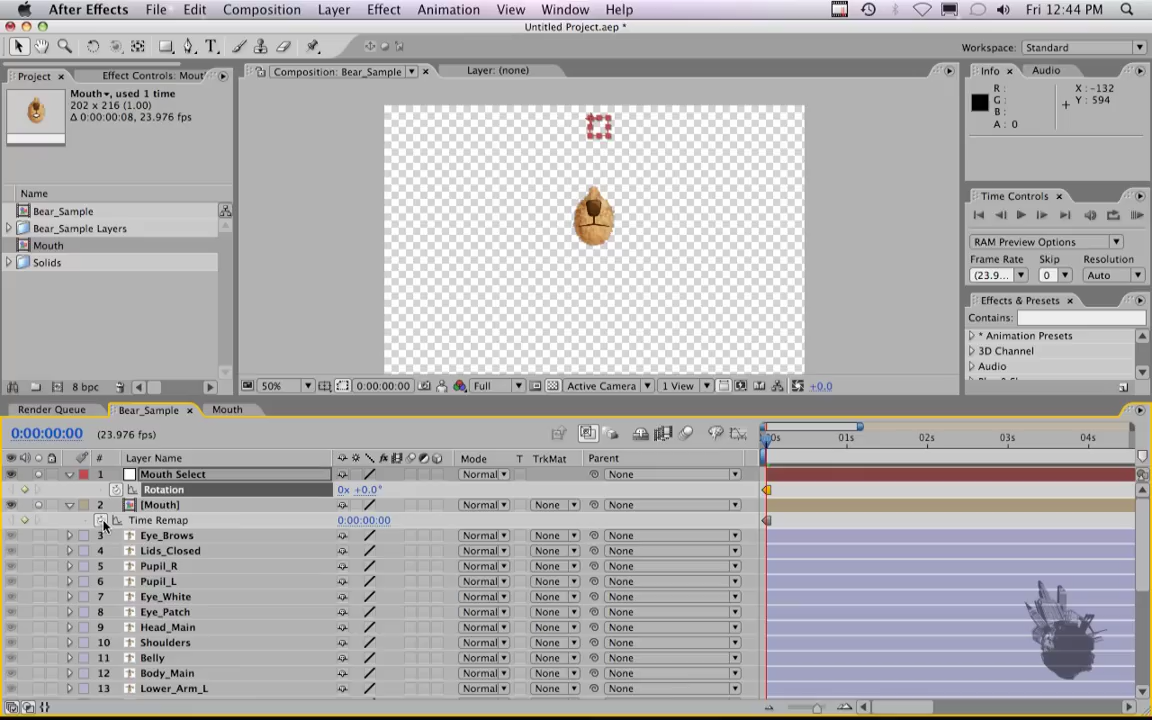 After Effects File Edit Composition Layer Effect Animation View Window Help Fri 12:44 PM
Untitled Project.aep *
Workspace: Standard
Project × Effect Controls: Mout
Composition: Bear_Sample × Layer: (none)
Info × Audio
Mouth, used 1 time
202 x 216 (1.00)
Δ 0:00:00:08, 23.976 fps
R :
G :
B :
A : 0
X : -132
Y : 594
Name
Bear_Sample
Bear_Sample Layers
Mouth
Solids
8 bpc
Time Controls ×
RAM Preview Options
Frame Rate Skip Resolution
(23.9... 0 Auto
Effects & Presets ×
Contains:
* Animation Presets
3D Channel
Audio
50% 0:00:00:00 Full Active Camera 1 View +0.0
Render Queue Bear_Sample × Mouth
0:00:00:00 (23.976 fps)
01s 02s 03s 04s
# Layer Name Mode T TrkMat Parent
1 Mouth Select Normal None
Rotation 0x +0.0°
2 [Mouth] Normal None None
Time Remap 0:00:00:00
3 Eye_Brows Normal None None
4 Lids_Closed Normal None None
5 Pupil_R Normal None None
6 Pupil_L Normal None None
7 Eye_White Normal None None
8 Eye_Patch Normal None None
9 Head_Main Normal None None
10 Shoulders Normal None None
11 Belly Normal None None
12 Body_Main Normal None None
13 Lower_Arm_L Normal None None